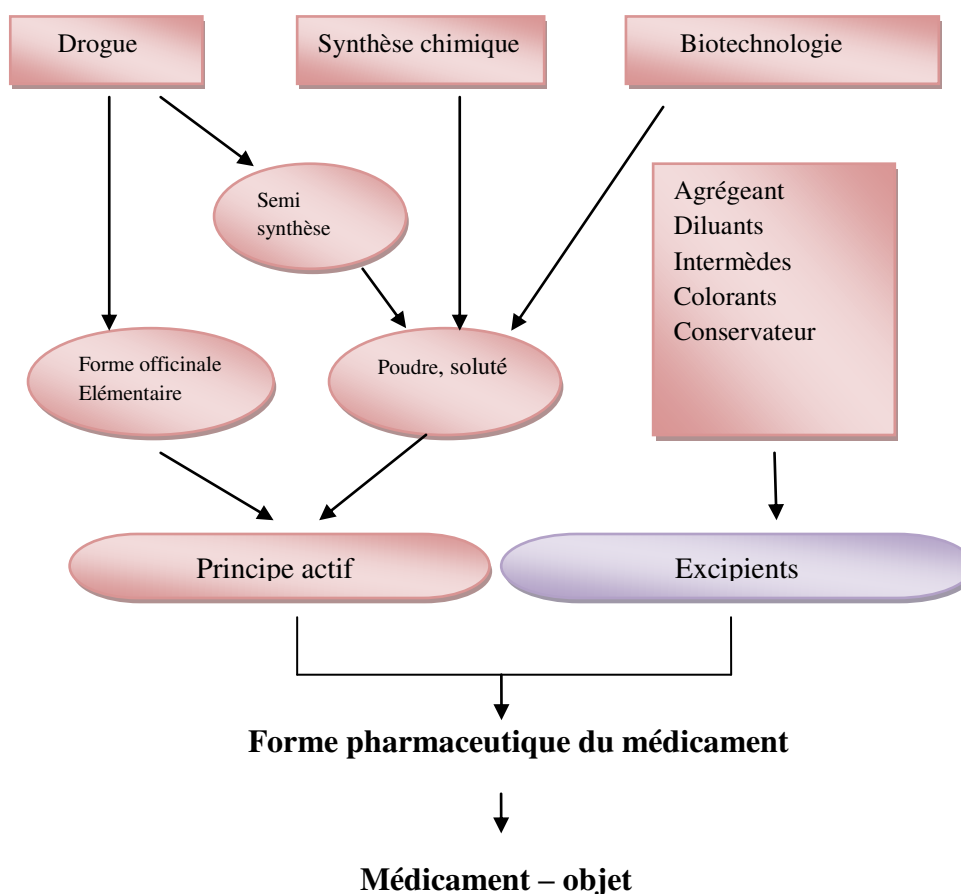 Drogue
Synthèse chimique
Biotechnologie
Semi
synthèse
Agrégeant
Diluants
Intermèdes
Colorants
Conservateur
Forme officinale
Elémentaire
Poudre, soluté
Principe actif
Excipients
Forme pharmaceutique du médicament
Médicament – objet